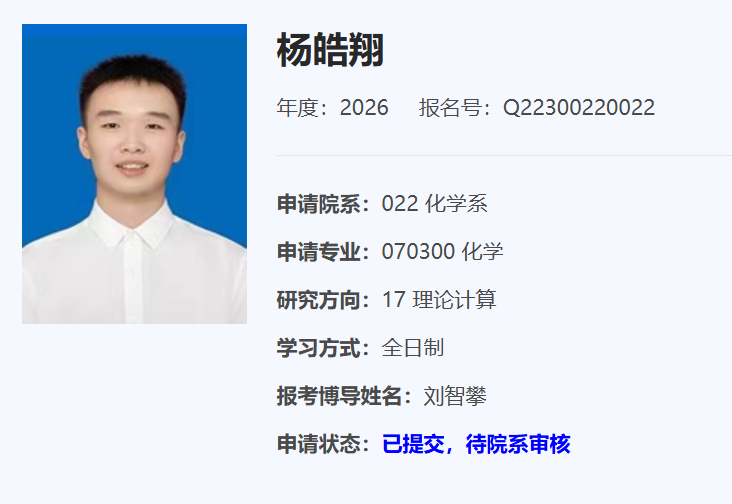 杨皓翔
年度：2026 报名号：Q22300220022
申请院系：022 化学系
申请专业：070300 化学
研究方向：17 理论计算
学习方式：全日制
报考博导姓名：刘智攀
申请状态：已提交，待院系审核